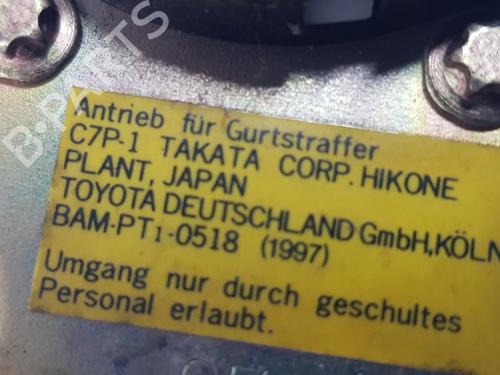 Antrieb für Gurtstraffer
C7P-1 TAKATA CORP. HIKONE
PLANT, JAPAN
TOYOTA DEUTSCHLAND GmbH, KÖLN
BAM-PT1-0518 (1997)
Umgang nur durch geschultes
Personal erlaubt.
B-PARTS